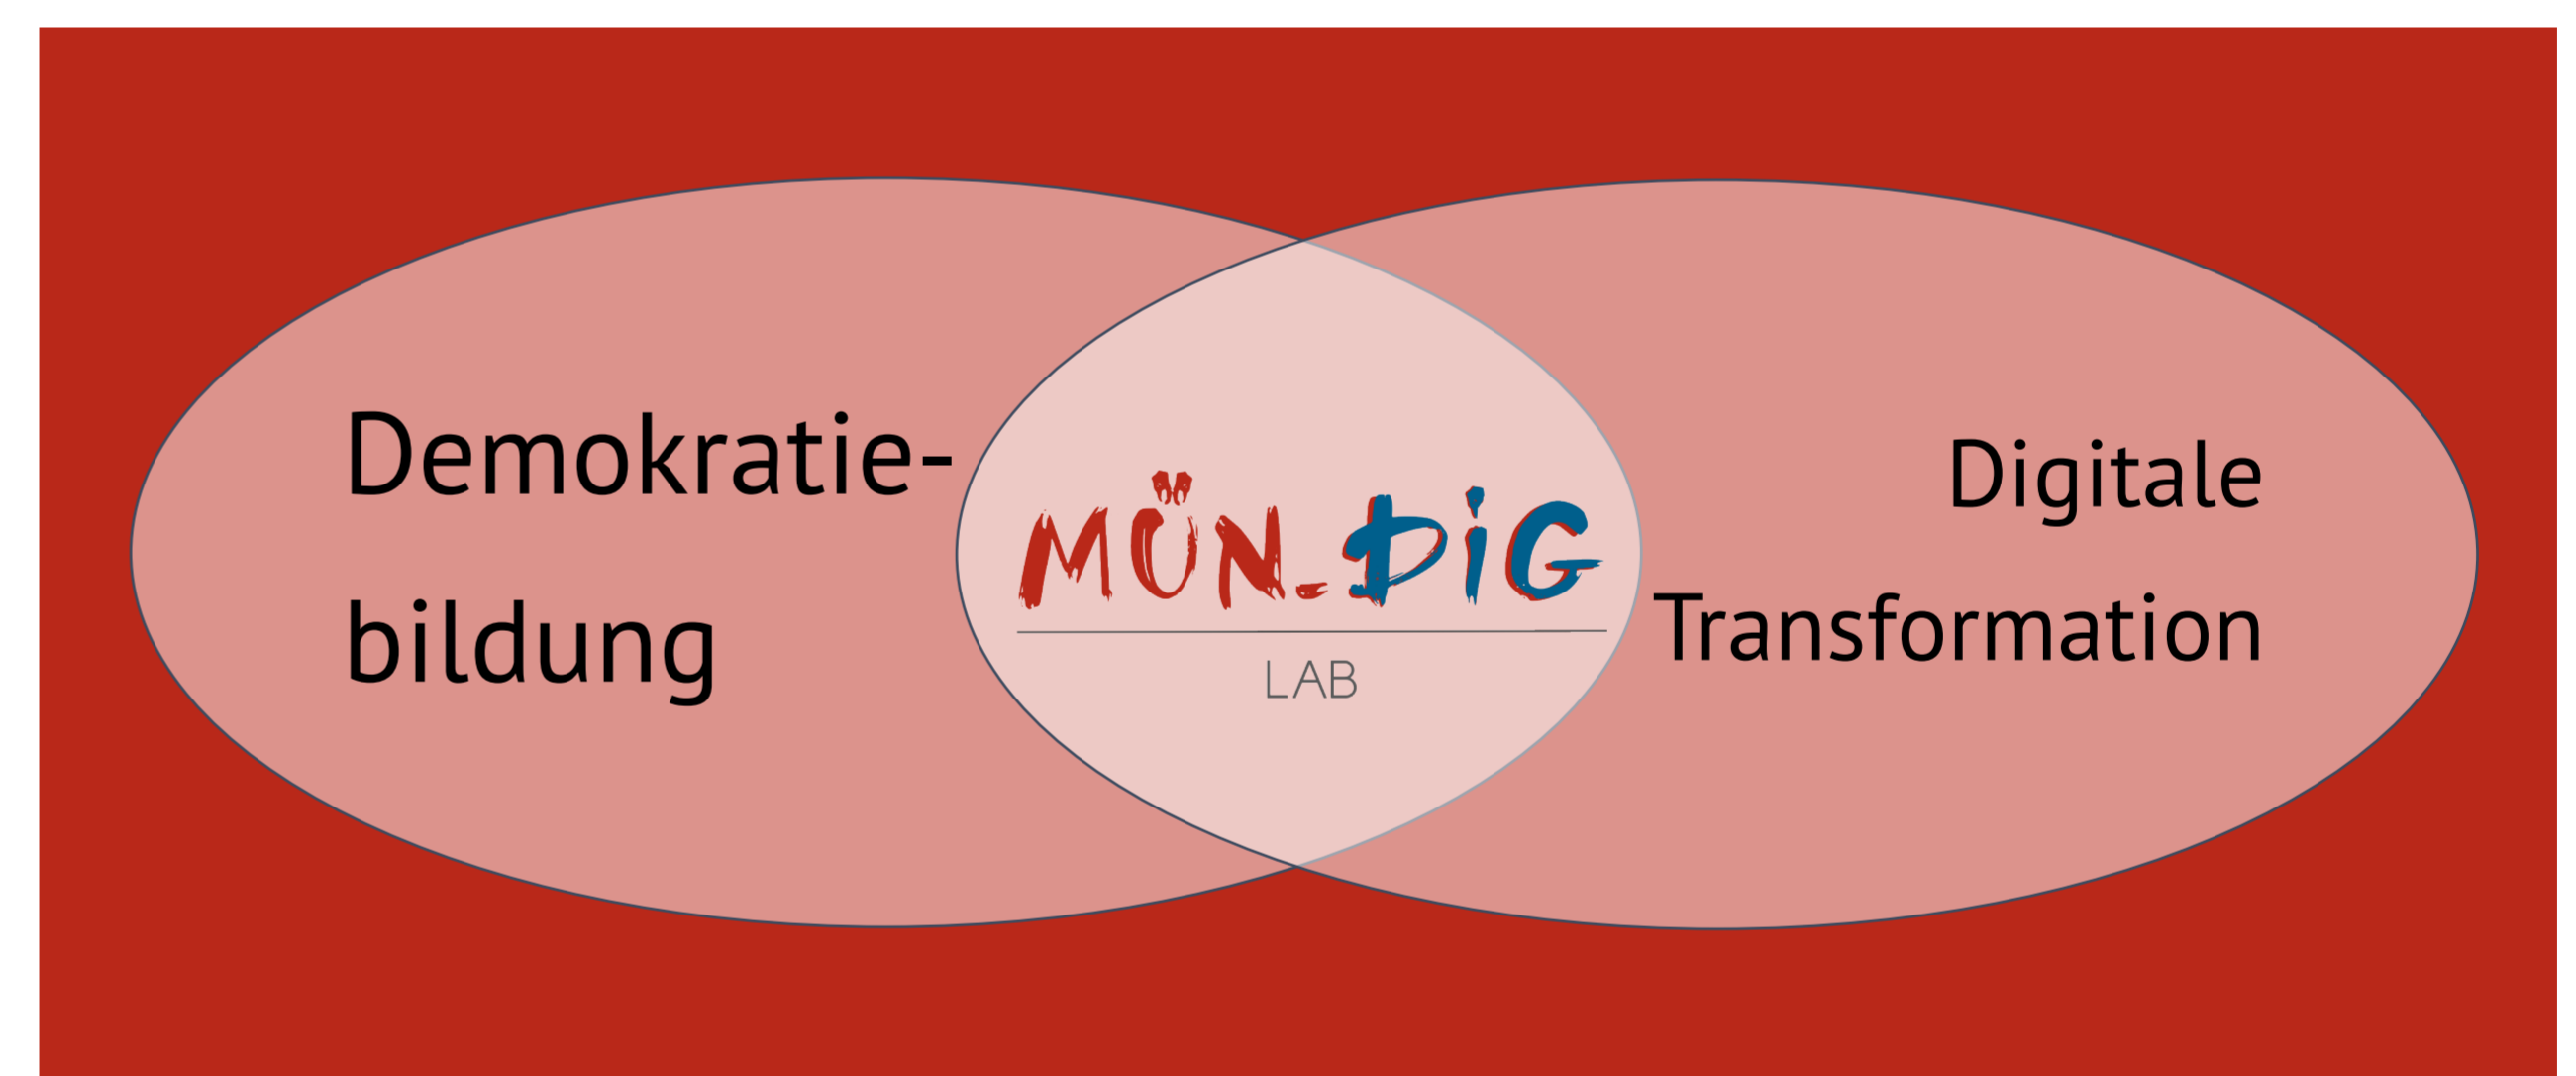 Demokratie-
bildung
MÜN.DiG
LAB
Digitale
Transformation